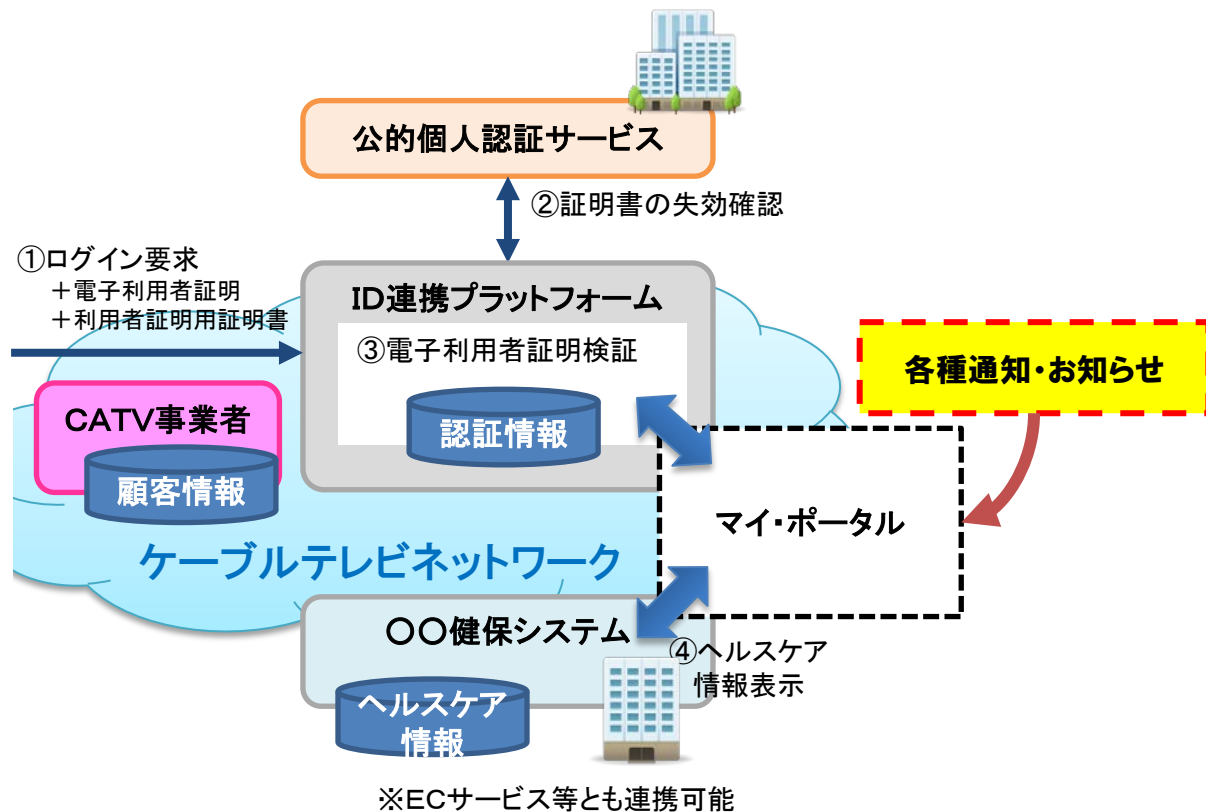 公的個人認証サービス
②証明書の失効確認
①ログイン要求
＋電子利用者証明
＋利用者証明用証明書
ID連携プラットフォーム
③電子利用者証明検証
認証情報
各種通知・お知らせ
CATV事業者
顧客情報
マイ・ポータル
ケーブルテレビネットワーク
〇〇健保システム
④ヘルスケア
情報表示
ヘルスケア
情報
※ECサービス等とも連携可能